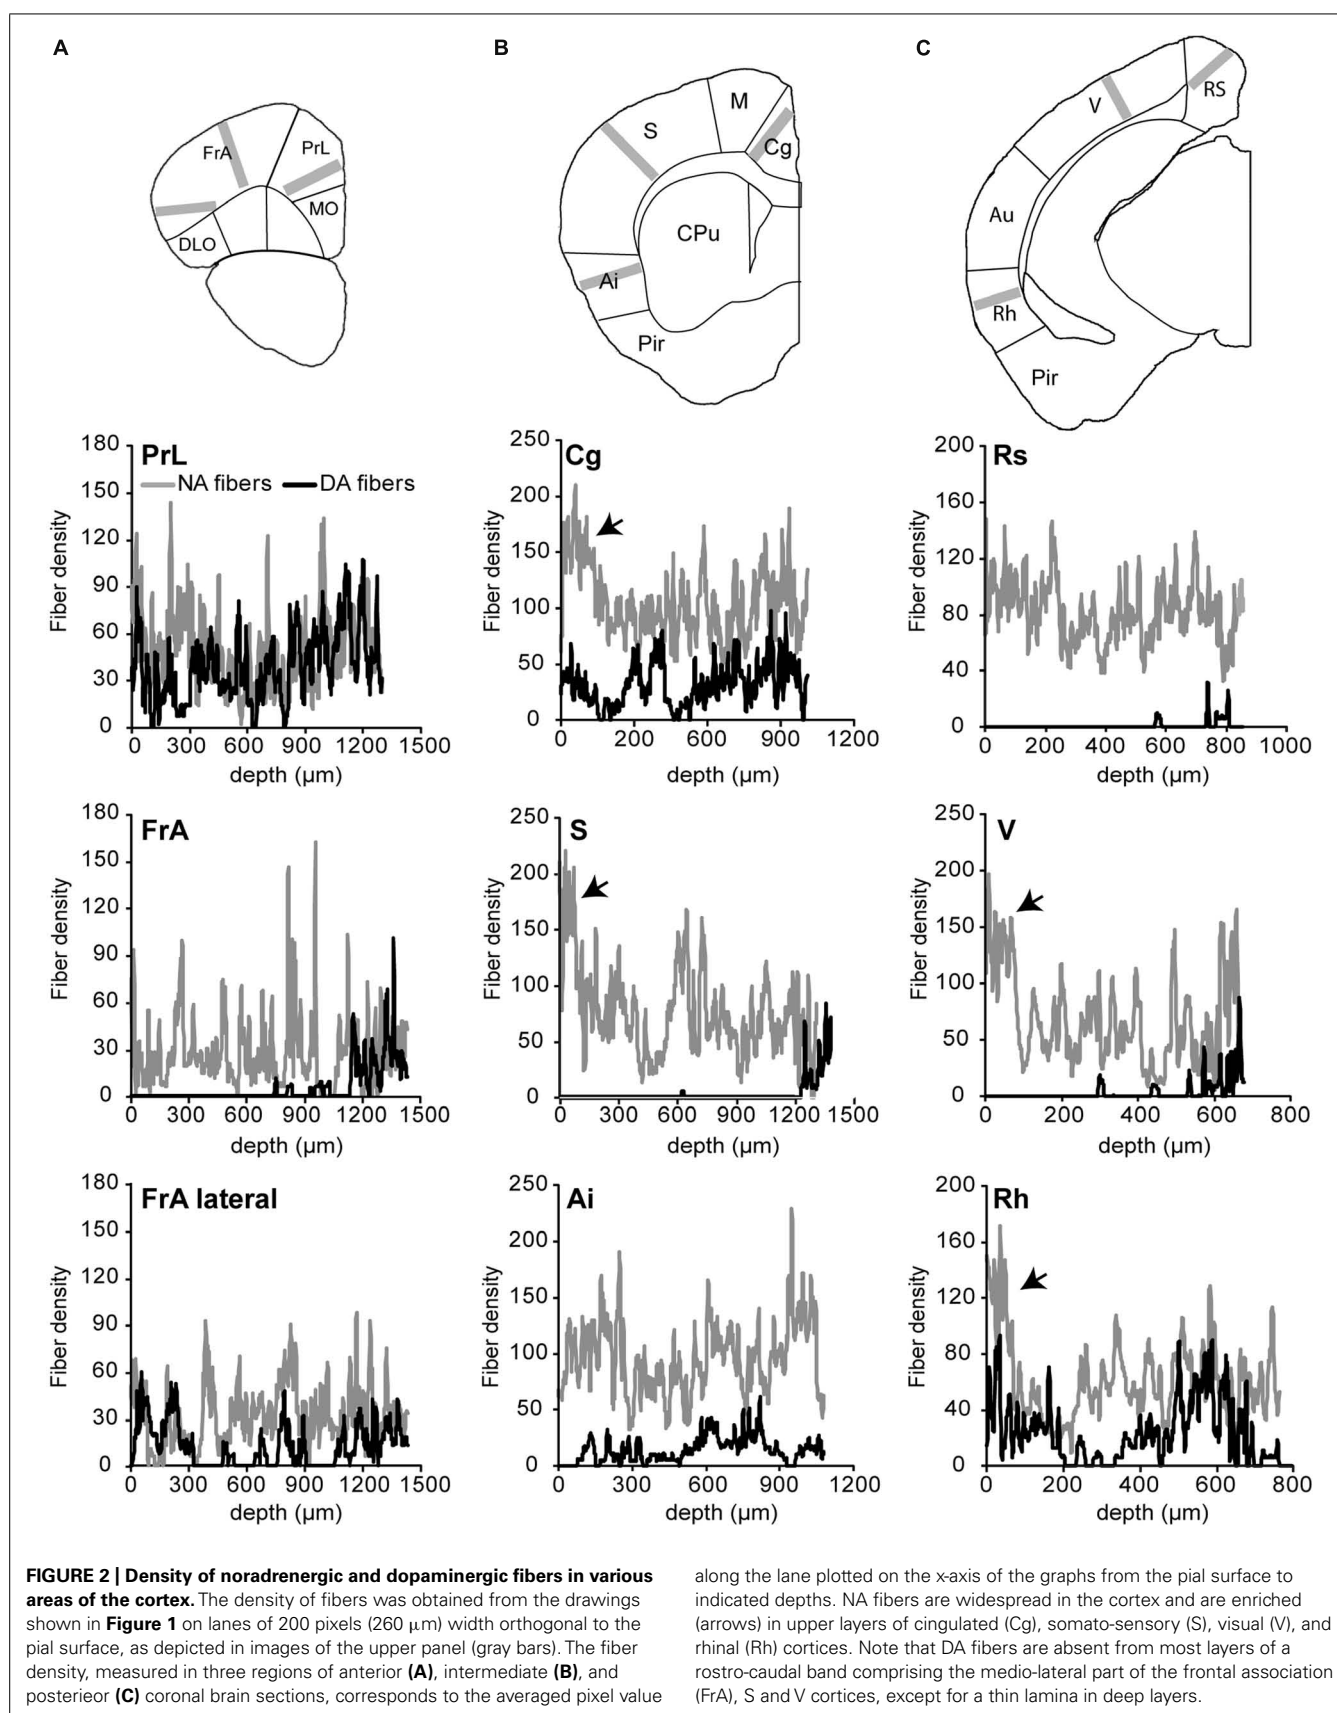 A
B
C
FrA
PrL
MO
DLO
S
M
Cg
Ai
CPu
Pir
V
RS
Au
Rh
Pir
PrL
NA fibers
DA fibers
Fiber density
180
150
120
90
60
30
0
0 300 600 900 1200 1500
depth (µm)
Cg
Fiber density
250
200
150
100
50
0
0 200 600 900 1200
depth (µm)
Rs
Fiber density
200
160
120
80
40
0
0 200 400 600 800 1000
depth (µm)
FrA
Fiber density
180
150
120
90
60
30
0
0 300 600 900 1200 1500
depth (µm)
S
Fiber density
250
200
150
100
50
0
0 300 600 900 1200 1500
depth (µm)
V
Fiber density
250
200
150
100
50
0
0 200 400 600 800
depth (µm)
FrA lateral
Fiber density
180
150
120
90
60
30
0
0 300 600 900 1200 1500
depth (µm)
Ai
Fiber density
250
200
150
100
50
0
0 300 600 900 1200
depth (µm)
Rh
Fiber density
200
160
120
80
40
0
0 200 400 600 800
depth (µm)
FIGURE 2 | Density of noradrenergic and dopaminergic fibers in various
areas of the cortex. The density of fibers was obtained from the drawings
shown in Figure 1 on lanes of 200 pixels (260 µm) width orthogonal to the
pial surface, as depicted in images of the upper panel (gray bars). The fiber
density, measured in three regions of anterior (A), intermediate (B), and
posterieor (C) coronal brain sections, corresponds to the averaged pixel value
along the lane plotted on the x-axis of the graphs from the pial surface to
indicated depths. NA fibers are widespread in the cortex and are enriched
(arrows) in upper layers of cingulated (Cg), somato-sensory (S), visual (V), and
rhinal (Rh) cortices. Note that DA fibers are absent from most layers of a
rostro-caudal band comprising the medio-lateral part of the frontal association
(FrA), S and V cortices, except for a thin lamina in deep layers.